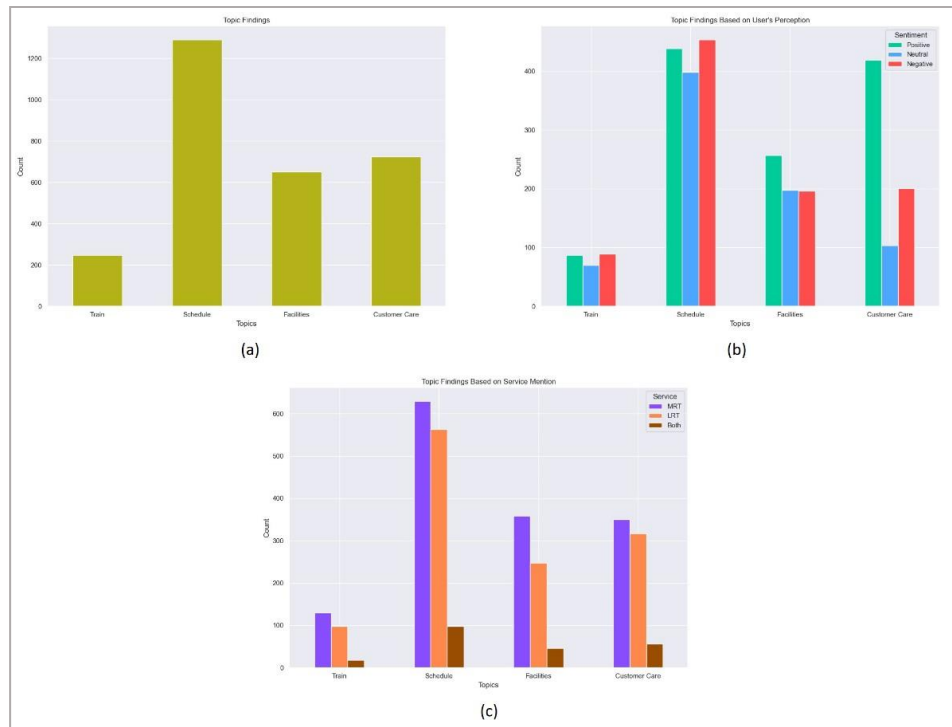 Topic Findings
1200
1000
800
600
400
200
0
Count
Train Schedule Facilities Customer Care
Topics
(a)
Topic Findings Based on User's Perception
Sentiment
Positive
Neutral
Negative
400
300
200
100
0
Count
Train Schedule Facilities Customer Care
Topics
(b)
Topic Findings Based on Service Mention
Service
MRT
LRT
Both
600
500
400
300
200
100
0
Count
Train Schedule Facilities Customer Care
Topics
(c)